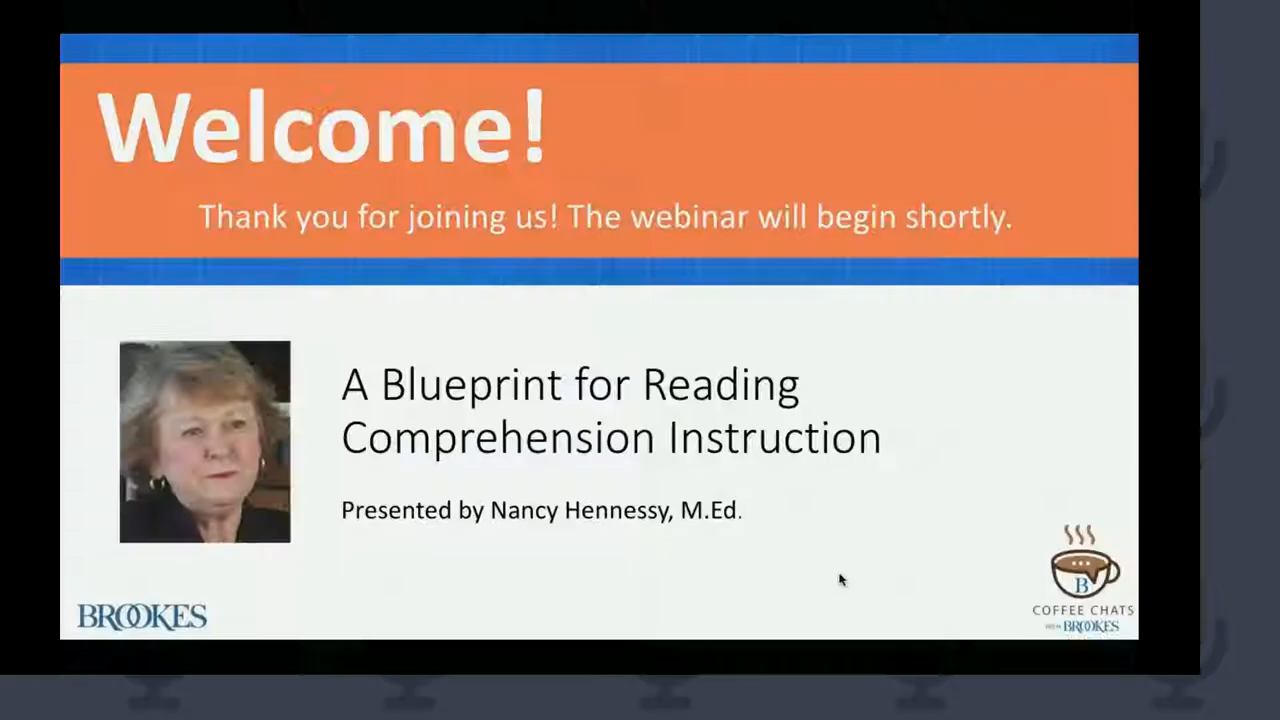 Welcome!
Thank you for joining us! The webinar will begin shortly.
A Blueprint for Reading
Comprehension Instruction
Presented by Nancy Hennessy, M.Ed.
B
COFFEE CHATS
WITH BROOKES
BROOKES